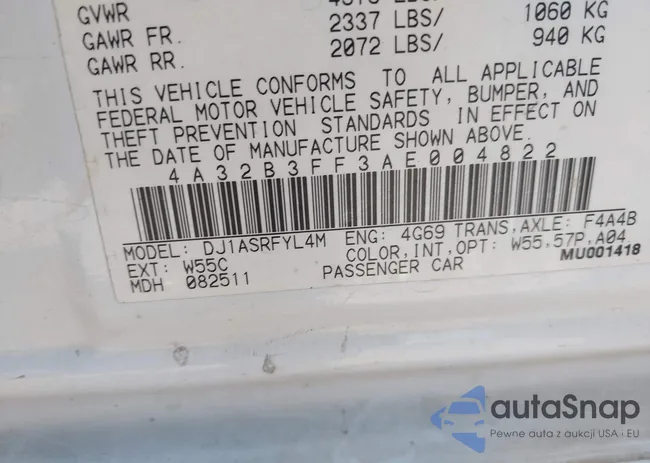 GVWR
GAWR FR. 2337 LBS/ 1060 KG
GAWR RR. 2072 LBS/ 940 KG
THIS VEHICLE CONFORMS TO ALL APPLICABLE
FEDERAL MOTOR VEHICLE SAFETY, BUMPER, AND
THEFT PREVENTION STANDARDS IN EFFECT ON
THE DATE OF MANUFACTURE SHOWN ABOVE.
4A32B3FF3AE004822
MODEL: DJ1ASRFYL4M ENG: 4G69 TRANS,AXLE: F4A4B
EXT: W55C COLOR,INT,OPT: W55,57P,A04
MDH 082511 PASSENGER CAR MU001418
autaSnap
Pewne auta z aukcji USA i EU